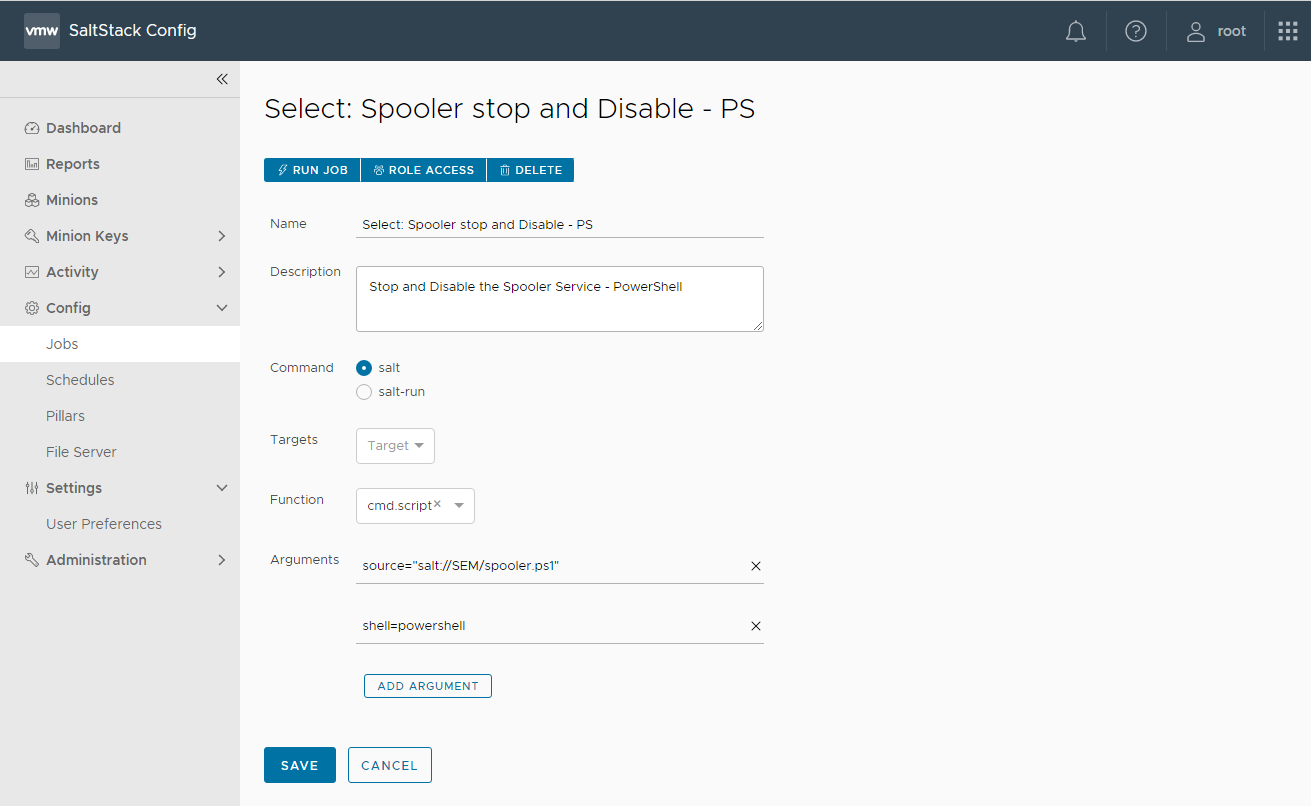 vmw SaltStack Config
root
Dashboard
Reports
Minions
Minion Keys
Activity
Config
Jobs
Schedules
Pillars
File Server
Settings
User Preferences
Administration
Select: Spooler stop and Disable - PS
RUN JOB ROLE ACCESS DELETE
Name Select: Spooler stop and Disable - PS
Description Stop and Disable the Spooler Service - PowerShell
Command salt
salt-run
Targets Target
Function cmd.script
Arguments source="salt://SEM/spooler.ps1"
shell=powershell
ADD ARGUMENT
SAVE CANCEL